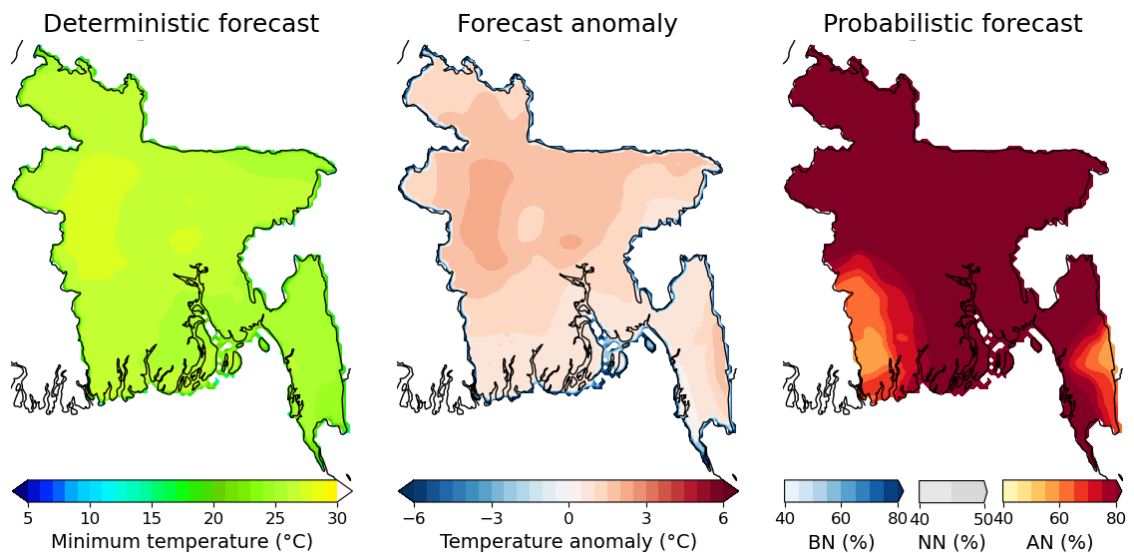 Deterministic forecast
Forecast anomaly
Probabilistic forecast
5 10 15 20 25 30
Minimum temperature (°C)
−6 −3 0 3 6
Temperature anomaly (°C)
40 60 80
BN (%)
40 50
NN (%)
40 60 80
AN (%)